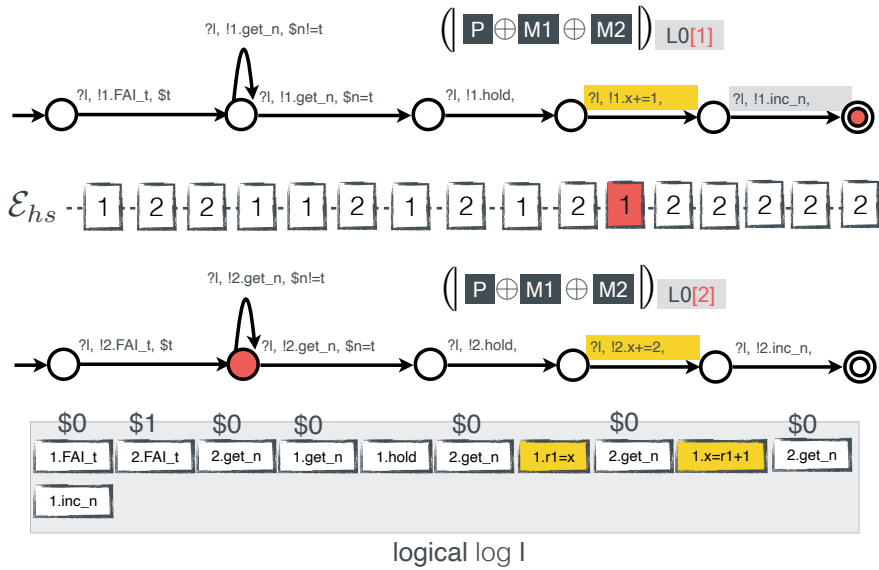 ?l, !1.get_n, $n!=t
(| P ⊕ M1 ⊕ M2 |) L0[1]
?l, !1.FAI_t, $t
?l, !1.get_n, $n=t
?l, !1.hold,
?l, !1.x+=1,
?l, !1.inc_n,
ℰhs 1 2 2 1 1 2 1 2 1 2 1 2 2 2 2 2
?l, !2.get_n, $n!=t
(| P ⊕ M1 ⊕ M2 |) L0[2]
?l, !2.FAI_t, $t
?l, !2.get_n, $n=t
?l, !2.hold,
?l, !2.x+=2,
?l, !2.inc_n,
$0 $1 $0 $0 $0 $0 $0
1.FAI_t 2.FAI_t 2.get_n 1.get_n 1.hold 2.get_n 1.r1=x 2.get_n 1.x=r1+1 2.get_n
1.inc_n
logical log l